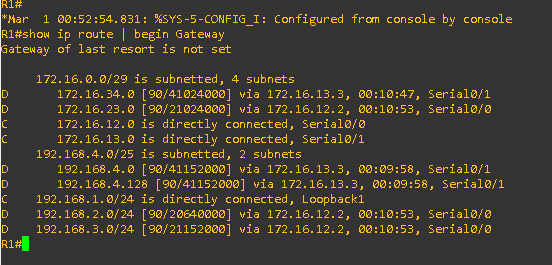 R1#
*Mar  1 00:52:54.831: %SYS-5-CONFIG_I: Configured from console by console
R1#show ip route | begin Gateway
Gateway of last resort is not set
     172.16.0.0/29 is subnetted, 4 subnets
D       172.16.34.0 [90/41024000] via 172.16.13.3, 00:10:47, Serial0/1
D       172.16.23.0 [90/21024000] via 172.16.12.2, 00:10:53, Serial0/0
C       172.16.12.0 is directly connected, Serial0/0
C       172.16.13.0 is directly connected, Serial0/1
     192.168.4.0/25 is subnetted, 2 subnets
D       192.168.4.0 [90/41152000] via 172.16.13.3, 00:09:58, Serial0/1
D       192.168.4.128 [90/41152000] via 172.16.13.3, 00:09:58, Serial0/1
C    192.168.1.0/24 is directly connected, Loopback1
D    192.168.2.0/24 [90/20640000] via 172.16.12.2, 00:10:53, Serial0/0
D    192.168.3.0/24 [90/21152000] via 172.16.12.2, 00:10:53, Serial0/0
R1#